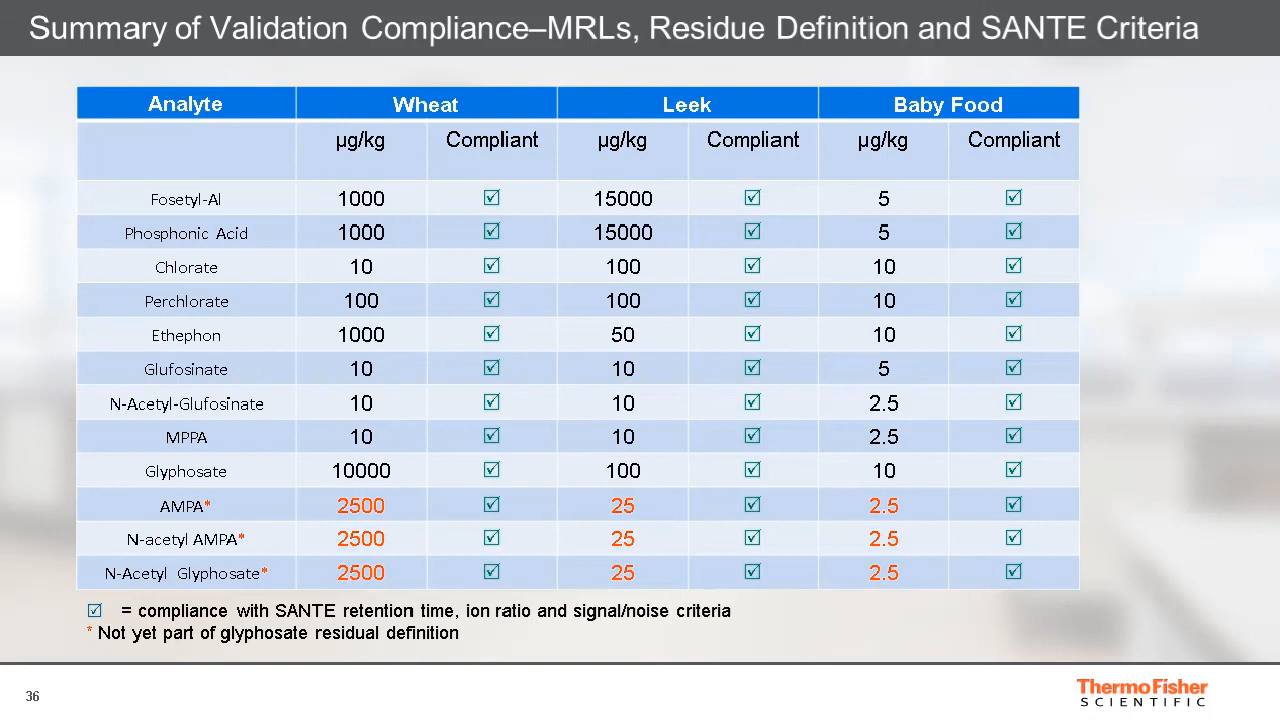 Summary of Validation Compliance–MRLs, Residue Definition and SANTE Criteria
Analyte Wheat Leek Baby Food
µg/kg Compliant µg/kg Compliant µg/kg Compliant
Fosetyl-Al 1000 ☑ 15000 ☑ 5 ☑
Phosphonic Acid 1000 ☑ 15000 ☑ 5 ☑
Chlorate 10 ☑ 100 ☑ 10 ☑
Perchlorate 100 ☑ 100 ☑ 10 ☑
Ethephon 1000 ☑ 50 ☑ 10 ☑
Glufosinate 10 ☑ 10 ☑ 5 ☑
N-Acetyl-Glufosinate 10 ☑ 10 ☑ 2.5 ☑
MPPA 10 ☑ 10 ☑ 2.5 ☑
Glyphosate 10000 ☑ 100 ☑ 10 ☑
AMPA* 2500 ☑ 25 ☑ 2.5 ☑
N-acetyl AMPA* 2500 ☑ 25 ☑ 2.5 ☑
N-Acetyl Glyphosate* 2500 ☑ 25 ☑ 2.5 ☑
☑ = compliance with SANTE retention time, ion ratio and signal/noise criteria
* Not yet part of glyphosate residual definition
36
ThermoFisher
SCIENTIFIC